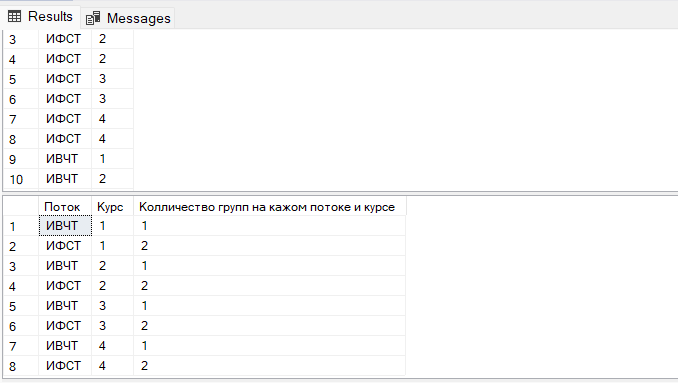 Results Messages
3 ИФСТ 2
4 ИФСТ 2
5 ИФСТ 3
6 ИФСТ 3
7 ИФСТ 4
8 ИФСТ 4
9 ИВЧТ 1
10 ИВЧТ 2
Поток Курс Колличество групп на кажом потоке и курсе
1 ИВЧТ 1 1
2 ИФСТ 1 2
3 ИВЧТ 2 1
4 ИФСТ 2 2
5 ИВЧТ 3 1
6 ИФСТ 3 2
7 ИВЧТ 4 1
8 ИФСТ 4 2